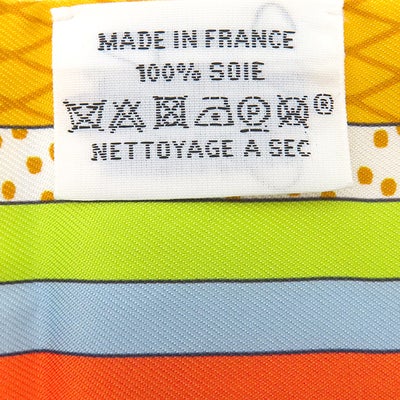 MADE IN FRANCE
100% SOIE
P ®
NETTOYAGE A SEC